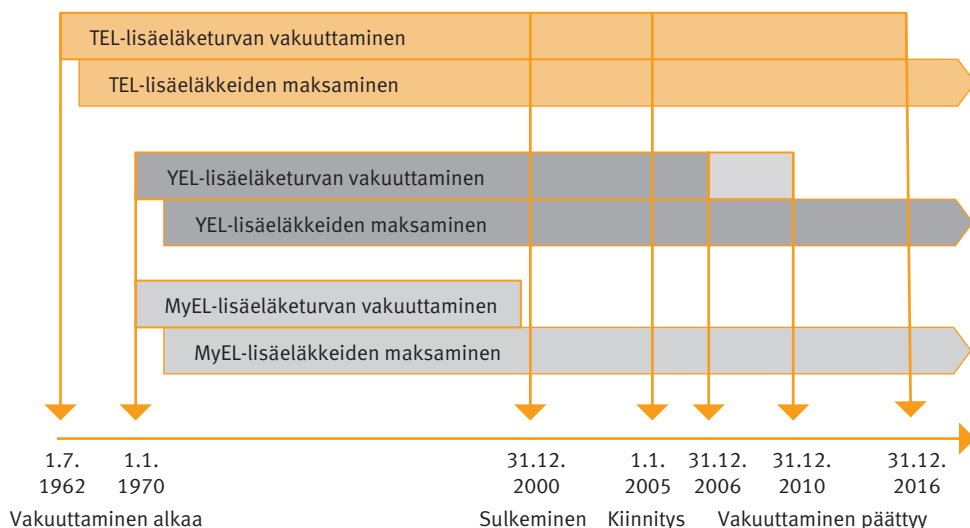 TEL-lisäeläketurvan vakuuttaminen
TEL-lisäeläkkeiden maksaminen
YEL-lisäeläketurvan vakuuttaminen
YEL-lisäeläkkeiden maksaminen
MyEL-lisäeläketurvan vakuuttaminen
MyEL-lisäeläkkeiden maksaminen
1.7. 1.1. 31.12. 1.1. 31.12. 31.12. 31.12.
1962 1970 2000 2005 2006 2010 2016
Vakuuttaminen alkaa Sulkeminen Kiinnitys Vakuuttaminen päättyy